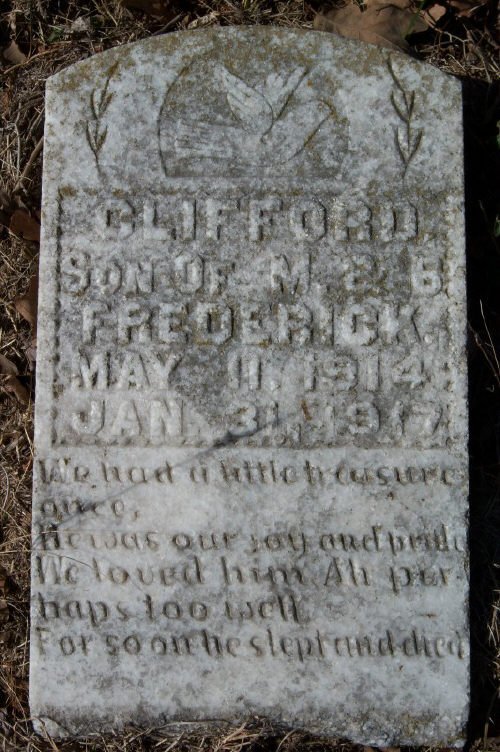 CLIFFORD,
SON OF M. & G.
FREDERICK.
MAY 11. 1914.
JAN. 31, 1917.
We had a little treasure
once,
He was our joy and pride
We loved him Ah per
haps too well,
For soon he slept and died